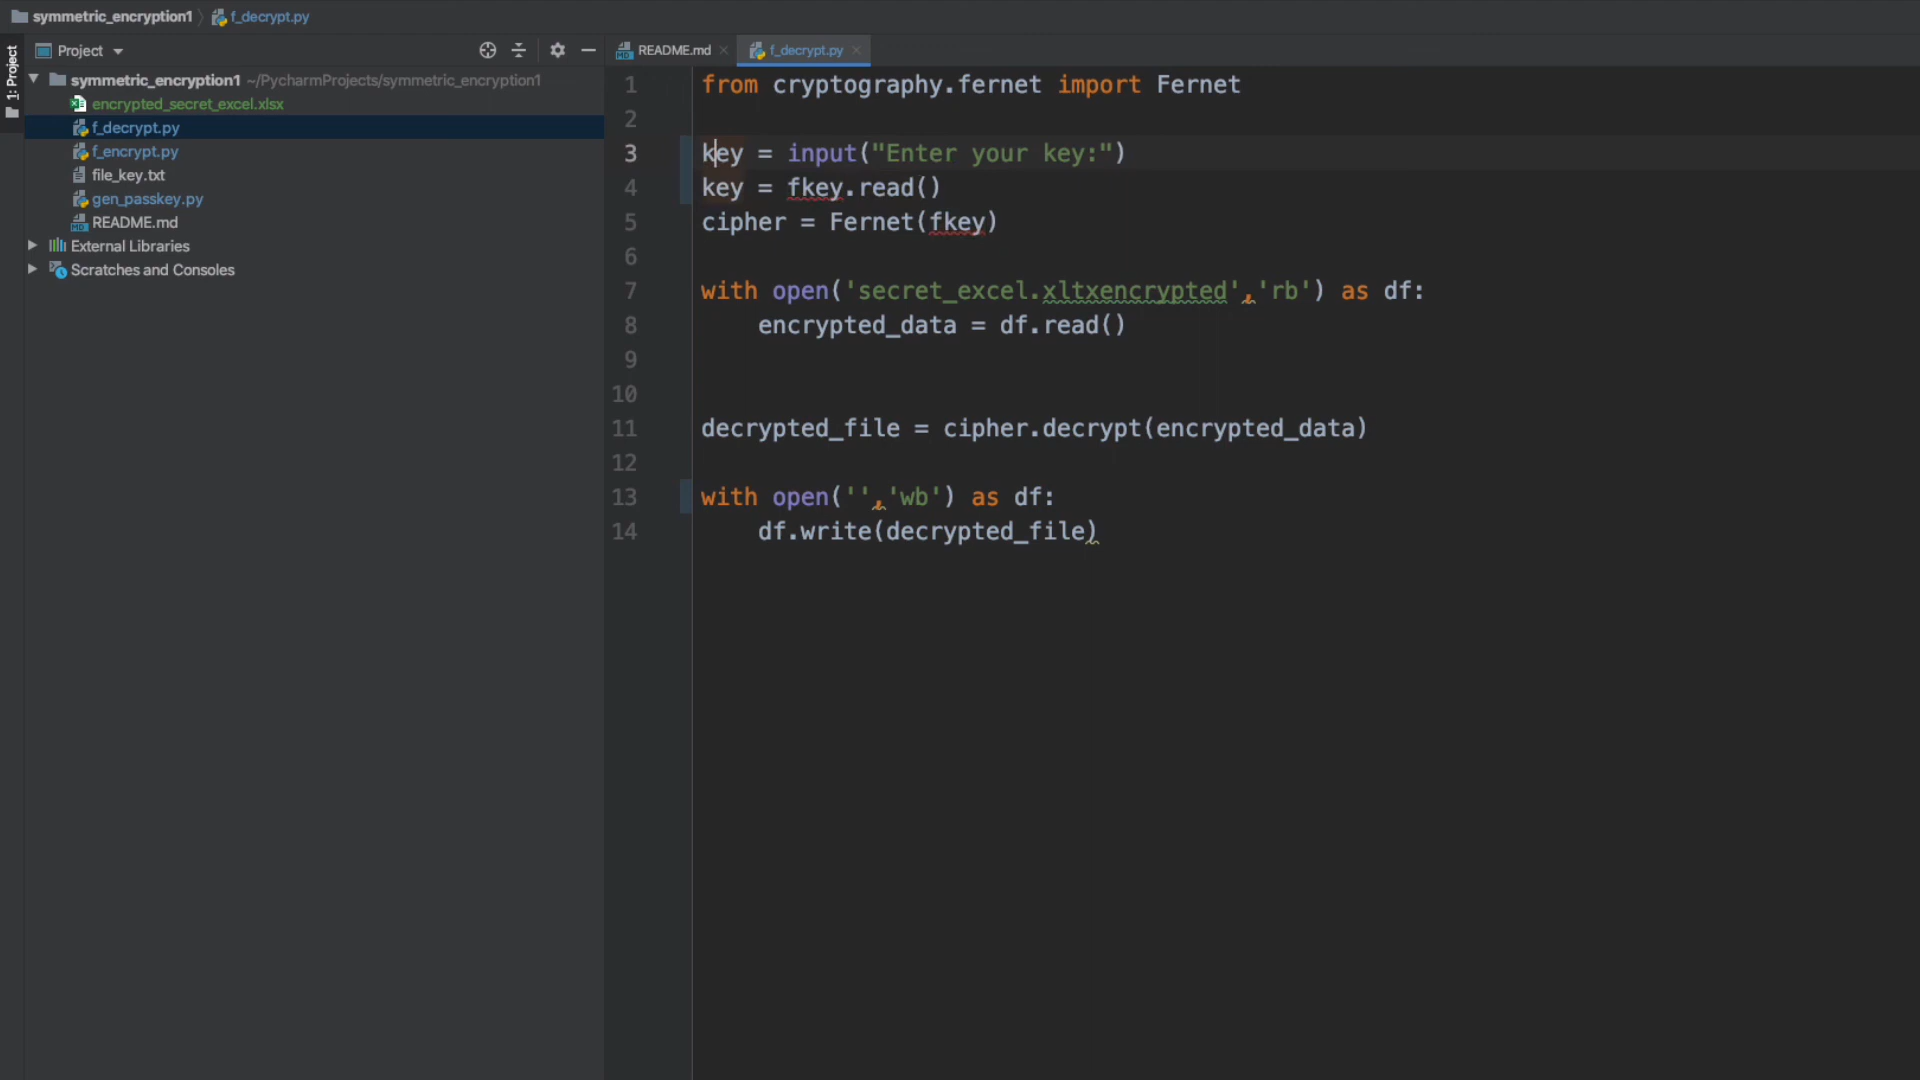 symmetric_encryption1 f_decrypt.py
1: Project
Project
symmetric_encryption1 ~/PycharmProjects/symmetric_encryption1
encrypted_secret_excel.xlsx
f_decrypt.py
f_encrypt.py
file_key.txt
gen_passkey.py
README.md
External Libraries
Scratches and Consoles
README.md f_decrypt.py
1 from cryptography.fernet import Fernet
2
3 key = input("Enter your key:")
4 key = fkey.read()
5 cipher = Fernet(fkey)
6
7 with open('secret_excel.xltxencrypted','rb') as df:
8     encrypted_data = df.read()
9
10
11 decrypted_file = cipher.decrypt(encrypted_data)
12
13 with open('','wb') as df:
14     df.write(decrypted_file)